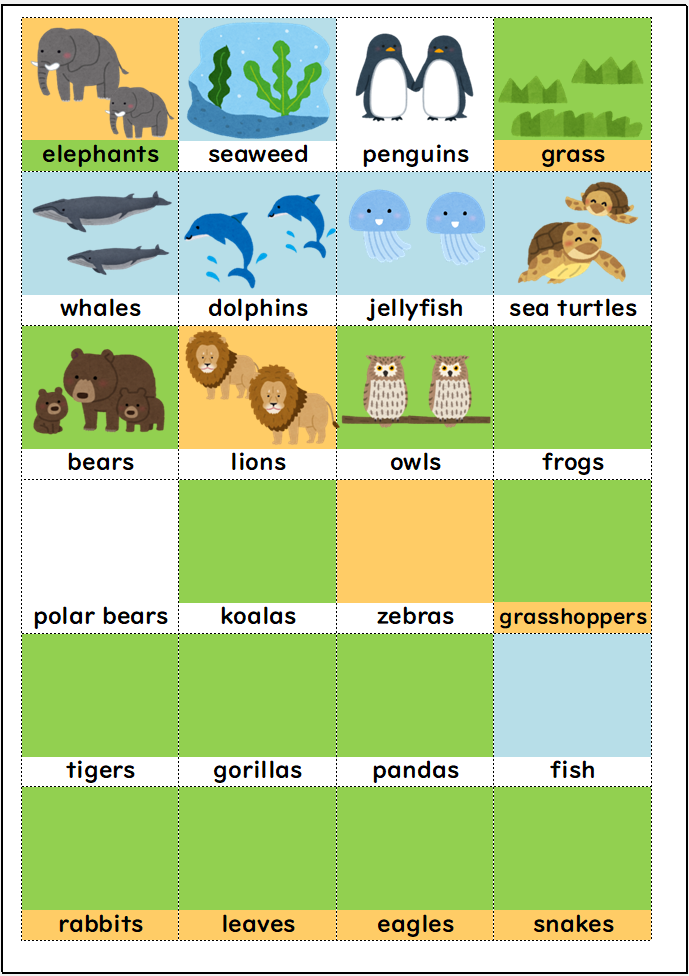 elephants
seaweed
penguins
grass
whales
dolphins
jellyfish
sea turtles
bears
lions
owls
frogs
polar bears
koalas
zebras
grasshoppers
tigers
gorillas
pandas
fish
rabbits
leaves
eagles
snakes